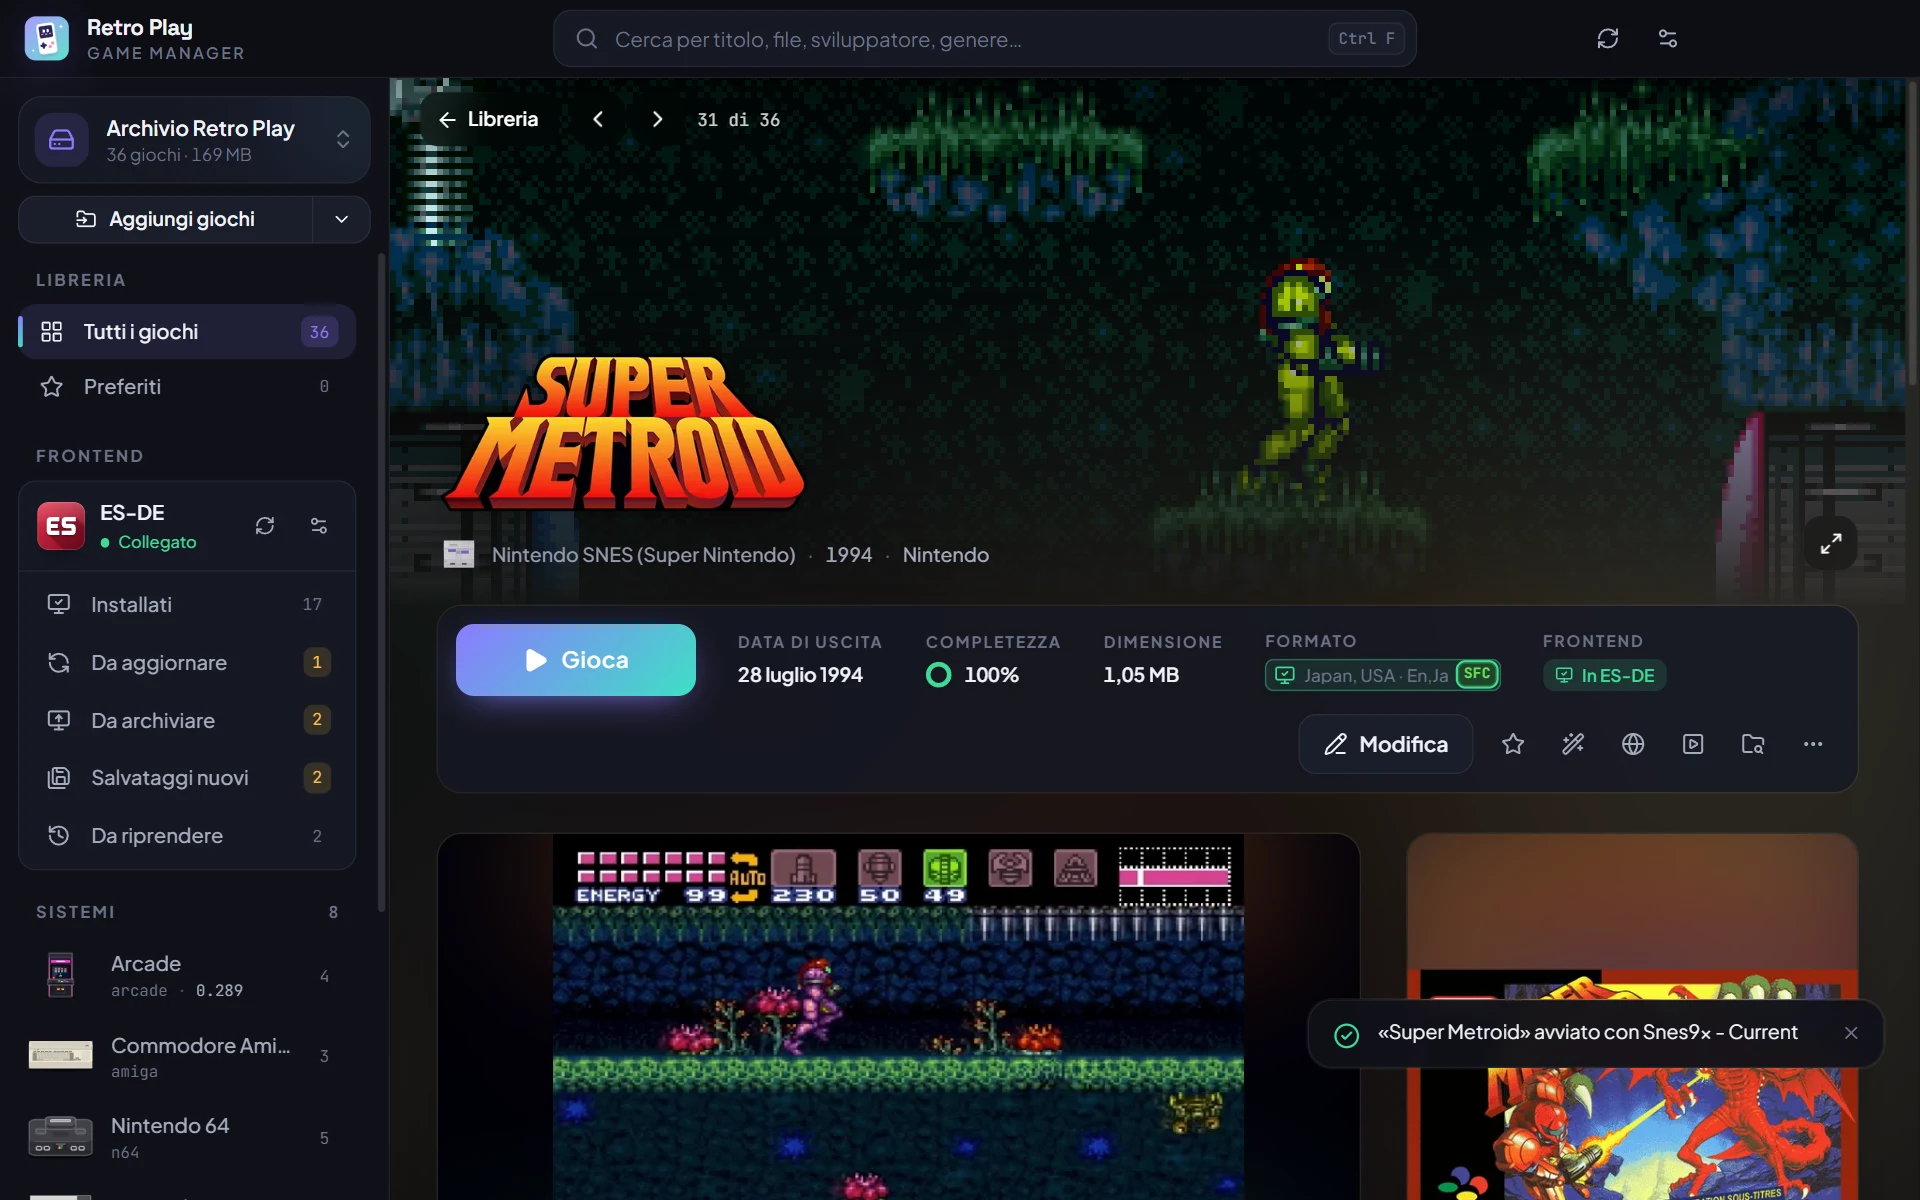 Retro Play
GAME MANAGER
Cerca per titolo, file, sviluppatore, genere…
Ctrl F
Archivio Retro Play
36 giochi · 169 MB
Aggiungi giochi
LIBRERIA
Tutti i giochi
36
Preferiti
0
FRONTEND
ES
ES-DE
Collegato
Installati
17
Da aggiornare
1
Da archiviare
2
Salvataggi nuovi
2
Da riprendere
2
SISTEMI
8
Arcade
arcade · 0.289
4
Commodore Ami…
amiga
3
Nintendo 64
n64
5
Libreria
31 di 36
SUPER
METROID
Nintendo SNES (Super Nintendo) · 1994 · Nintendo
Gioca
DATA DI USCITA
28 luglio 1994
COMPLETEZZA
100%
DIMENSIONE
1,05 MB
FORMATO
Japan, USA · En,Ja
SFC
FRONTEND
In ES-DE
Modifica
ENERGY 99
AUTO
230
50
49
«Super Metroid» avviato con Snes9x - Current